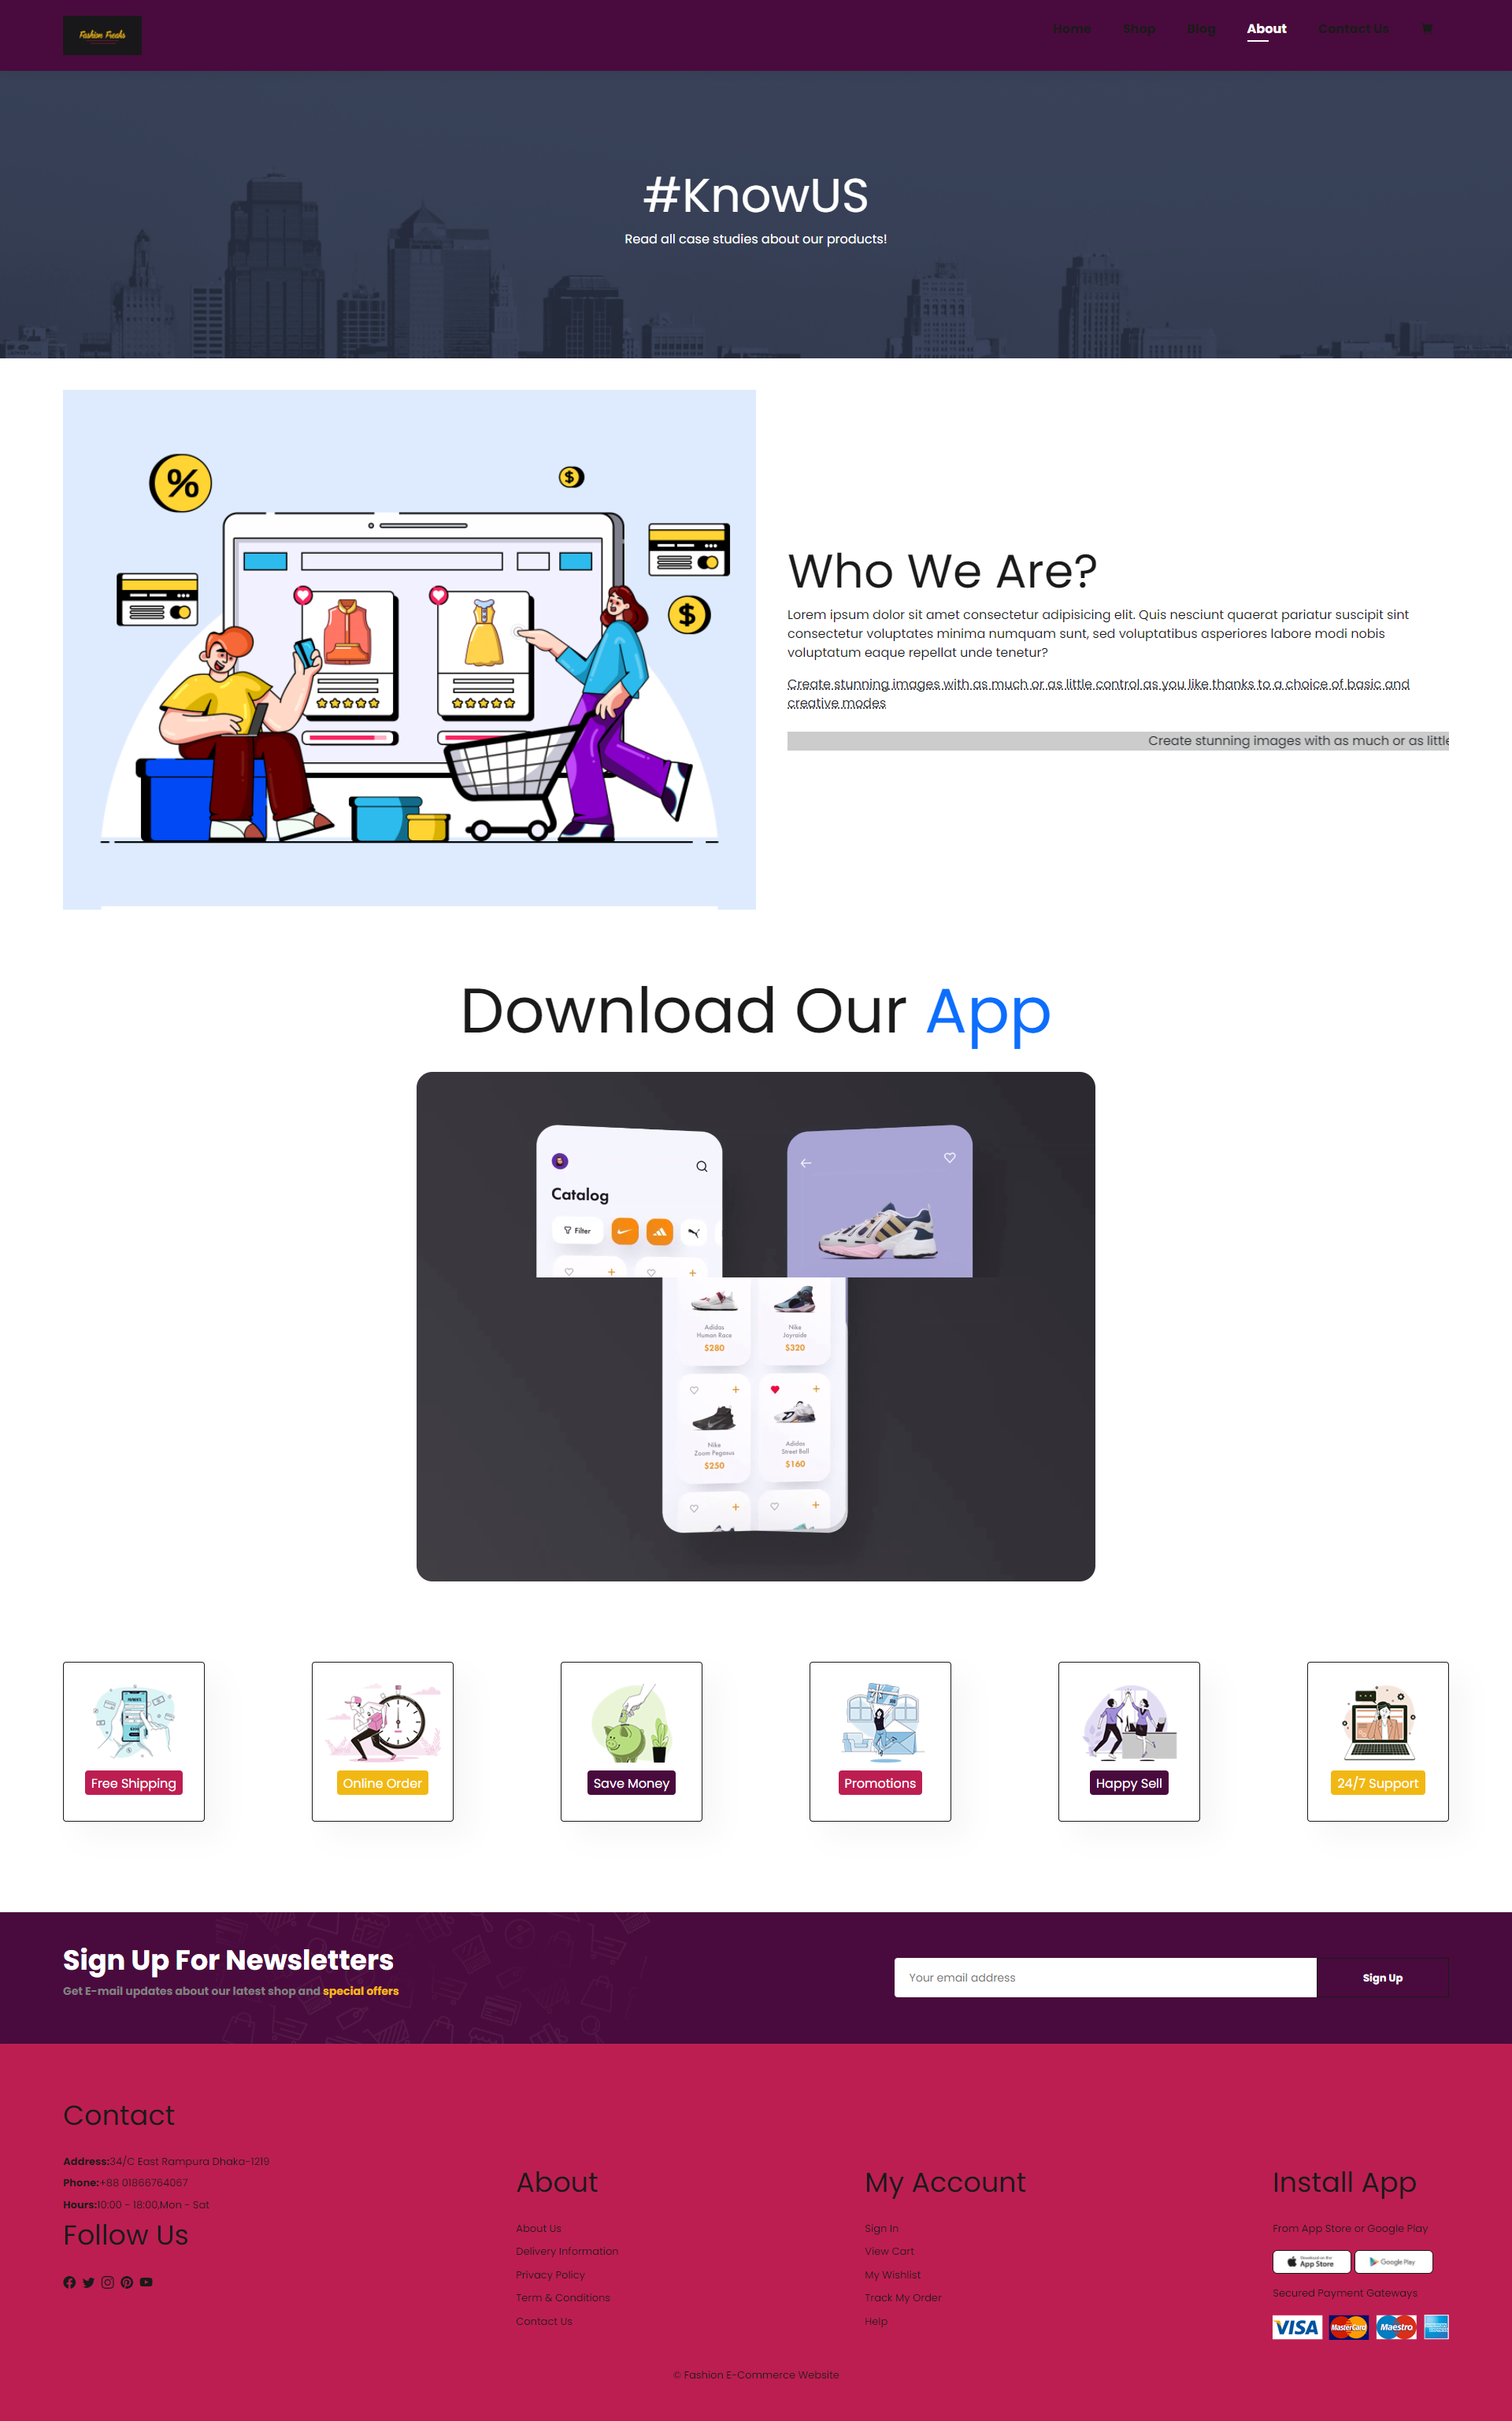 Fashion Freaks
Home Shop Blog About Contact Us
#KnowUS
Read all case studies about our products!
%
$
$
Who We Are?
Lorem ipsum dolor sit amet consectetur adipisicing elit. Quis nesciunt quaerat pariatur suscipit sint
consectetur voluptates minima numquam sunt, sed voluptatibus asperiores labore modi nobis
voluptatum eaque repellat unde tenetur?
Create stunning images with as much or as little control as you like thanks to a choice of basic and
creative modes
Create stunning images with as much or as little
Download Our App
Catalog
Filter
Adidas Nike
Human Race Joyraide
$280 $320
Nike Adidas
Zoom Pegasus Street Ball
$250 $160
Free Shipping Online Order Save Money Promotions Happy Sell 24/7 Support
Sign Up For Newsletters
Get E-mail updates about our latest shop and special offers
Your email address Sign Up
Contact
Address:34/C East Rampura Dhaka-1219
Phone:+88 01866764067
Hours:10:00 - 18:00,Mon - Sat
Follow Us
About
About Us
Delivery Information
Privacy Policy
Term & Conditions
Contact Us
My Account
Sign In
View Cart
My Wishlist
Track My Order
Help
Install App
From App Store or Google Play
Download on the
App Store
Google Play
Secured Payment Gateways
VISA MasterCard Maestro
© Fashion E-Commerce Website